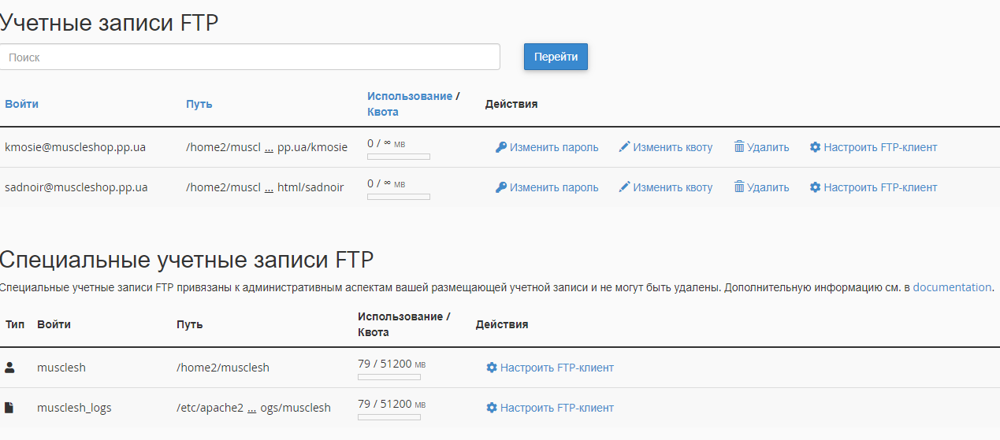 Учетные записи FTP
Поиск
Перейти
Войти Путь Использование / Квота Действия
kmosie@muscleshop.pp.ua /home2/muscl ... pp.ua/kmosie 0 / ∞ MB Изменить пароль Изменить квоту Удалить Настроить FTP-клиент
sadnoir@muscleshop.pp.ua /home2/muscl ... html/sadnoir 0 / ∞ MB Изменить пароль Изменить квоту Удалить Настроить FTP-клиент
Специальные учетные записи FTP
Специальные учетные записи FTP привязаны к административным аспектам вашей размещающей учетной записи и не могут быть удалены. Дополнительную информацию см. в documentation.
Тип Войти Путь Использование / Квота Действия
musclesh /home2/musclesh 79 / 51200 MB Настроить FTP-клиент
musclesh_logs /etc/apache2 ... ogs/musclesh 79 / 51200 MB Настроить FTP-клиент